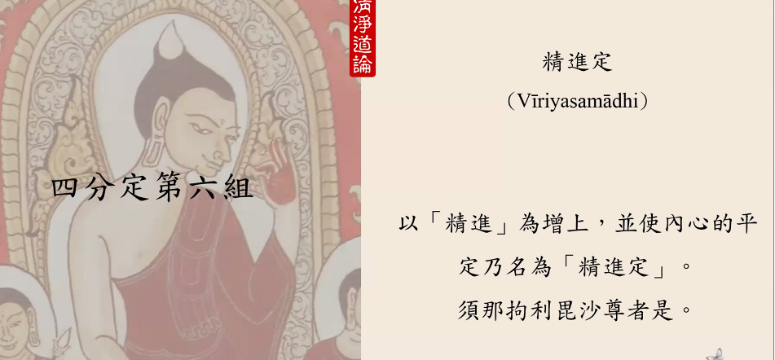 清淨道論
四分定第六組
精進定
（Vīriyasamādhi）
以「精進」為增上，並使內心的平
定乃名為「精進定」。
須那拘利毘沙尊者是。